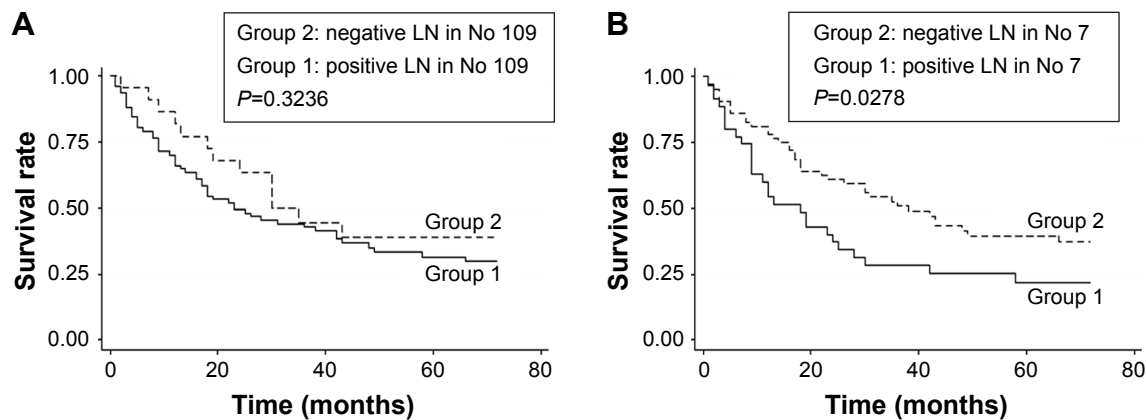 A
Group 2: negative LN in No 109
Group 1: positive LN in No 109
P=0.3236
Survival rate
1.00
0.75
0.50
0.25
0.00
Group 2
Group 1
0 20 40 60 80
Time (months)
B
Group 2: negative LN in No 7
Group 1: positive LN in No 7
P=0.0278
Survival rate
1.00
0.75
0.50
0.25
0.00
Group 2
Group 1
0 20 40 60 80
Time (months)